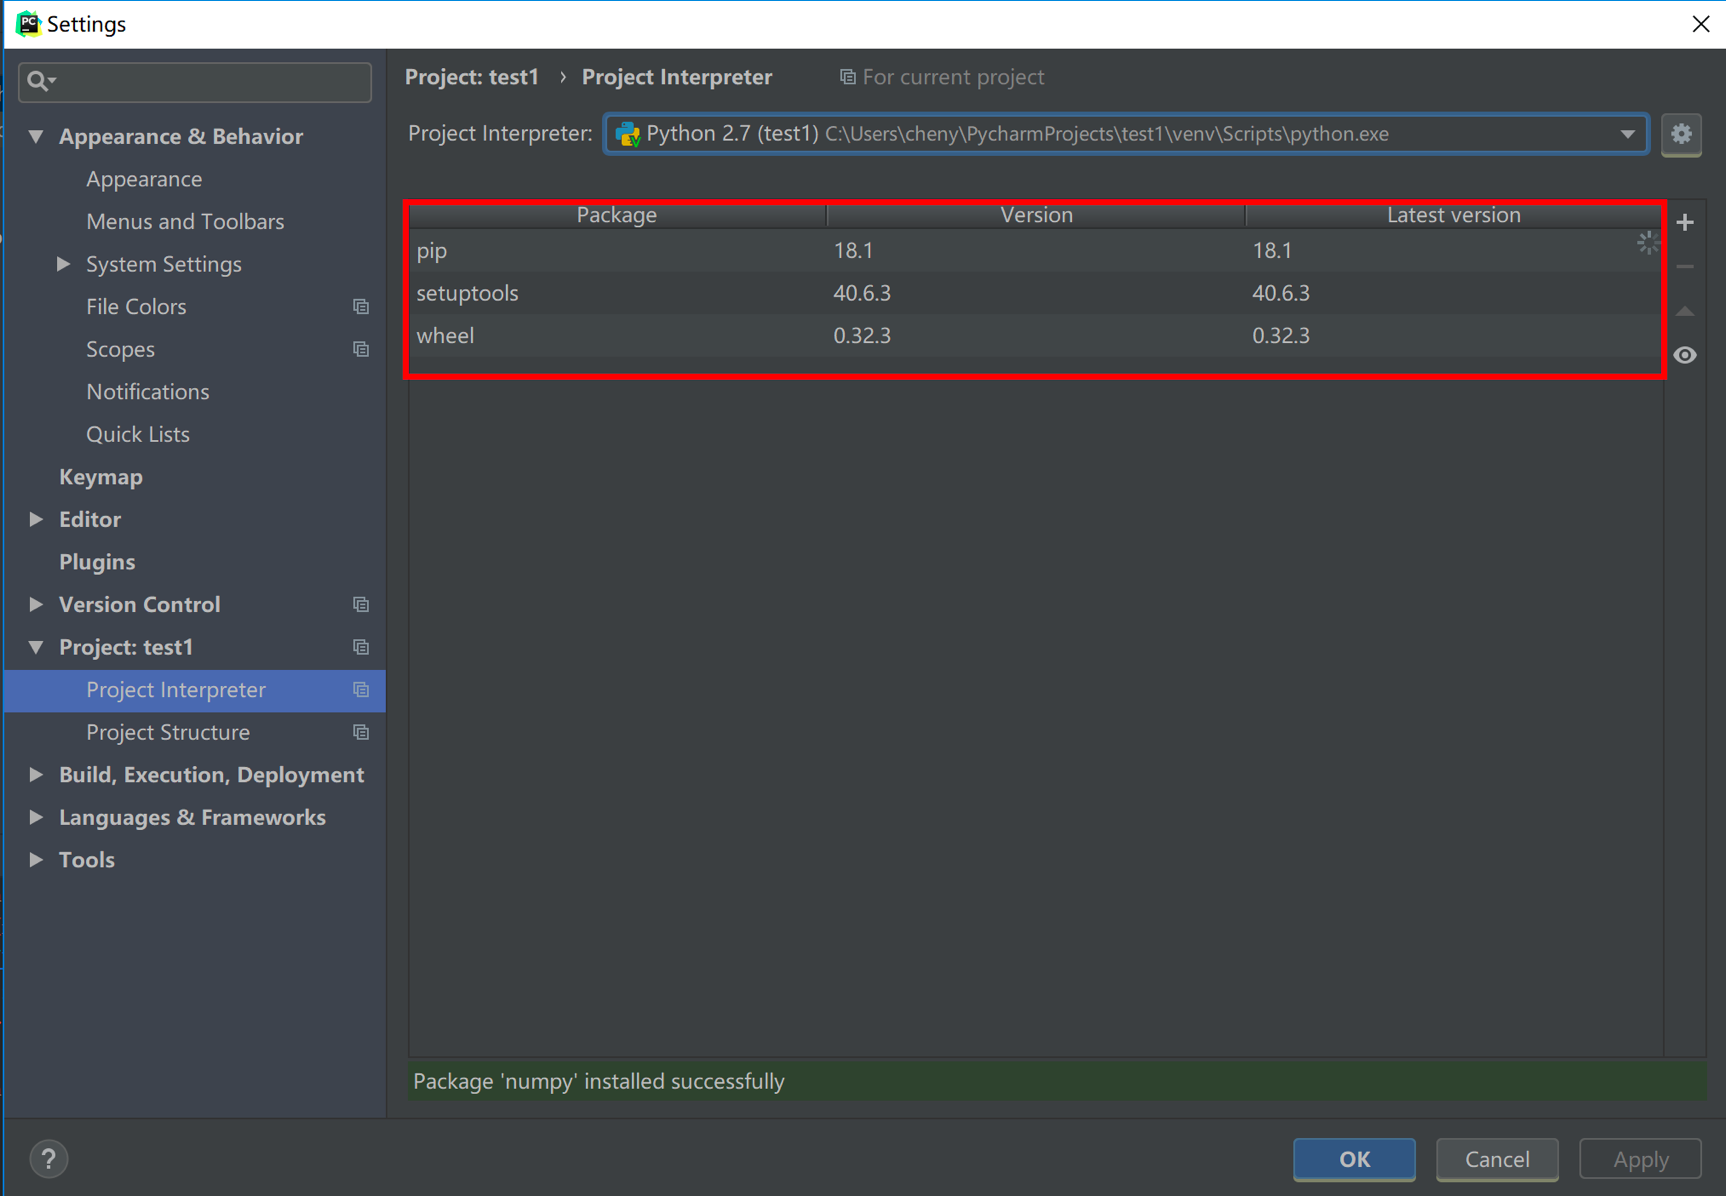 Settings
Project: test1 › Project Interpreter For current project
Project Interpreter: Python 2.7 (test1) C:\Users\cheny\PycharmProjects\test1\venv\Scripts\python.exe
Appearance & Behavior
Appearance
Menus and Toolbars
System Settings
File Colors
Scopes
Notifications
Quick Lists
Keymap
Editor
Plugins
Version Control
Project: test1
Project Interpreter
Project Structure
Build, Execution, Deployment
Languages & Frameworks
Tools
Package Version Latest version
pip 18.1 18.1
setuptools 40.6.3 40.6.3
wheel 0.32.3 0.32.3
Package 'numpy' installed successfully
? OK Cancel Apply